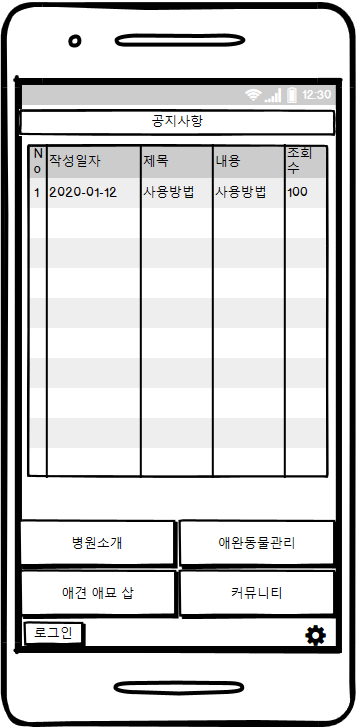 12:30
공지사항
No 작성일자 제목 내용 조회수
1 2020-01-12 사용방법 사용방법 100
병원소개 애완동물관리
애견 애묘 샵 커뮤니티
로그인